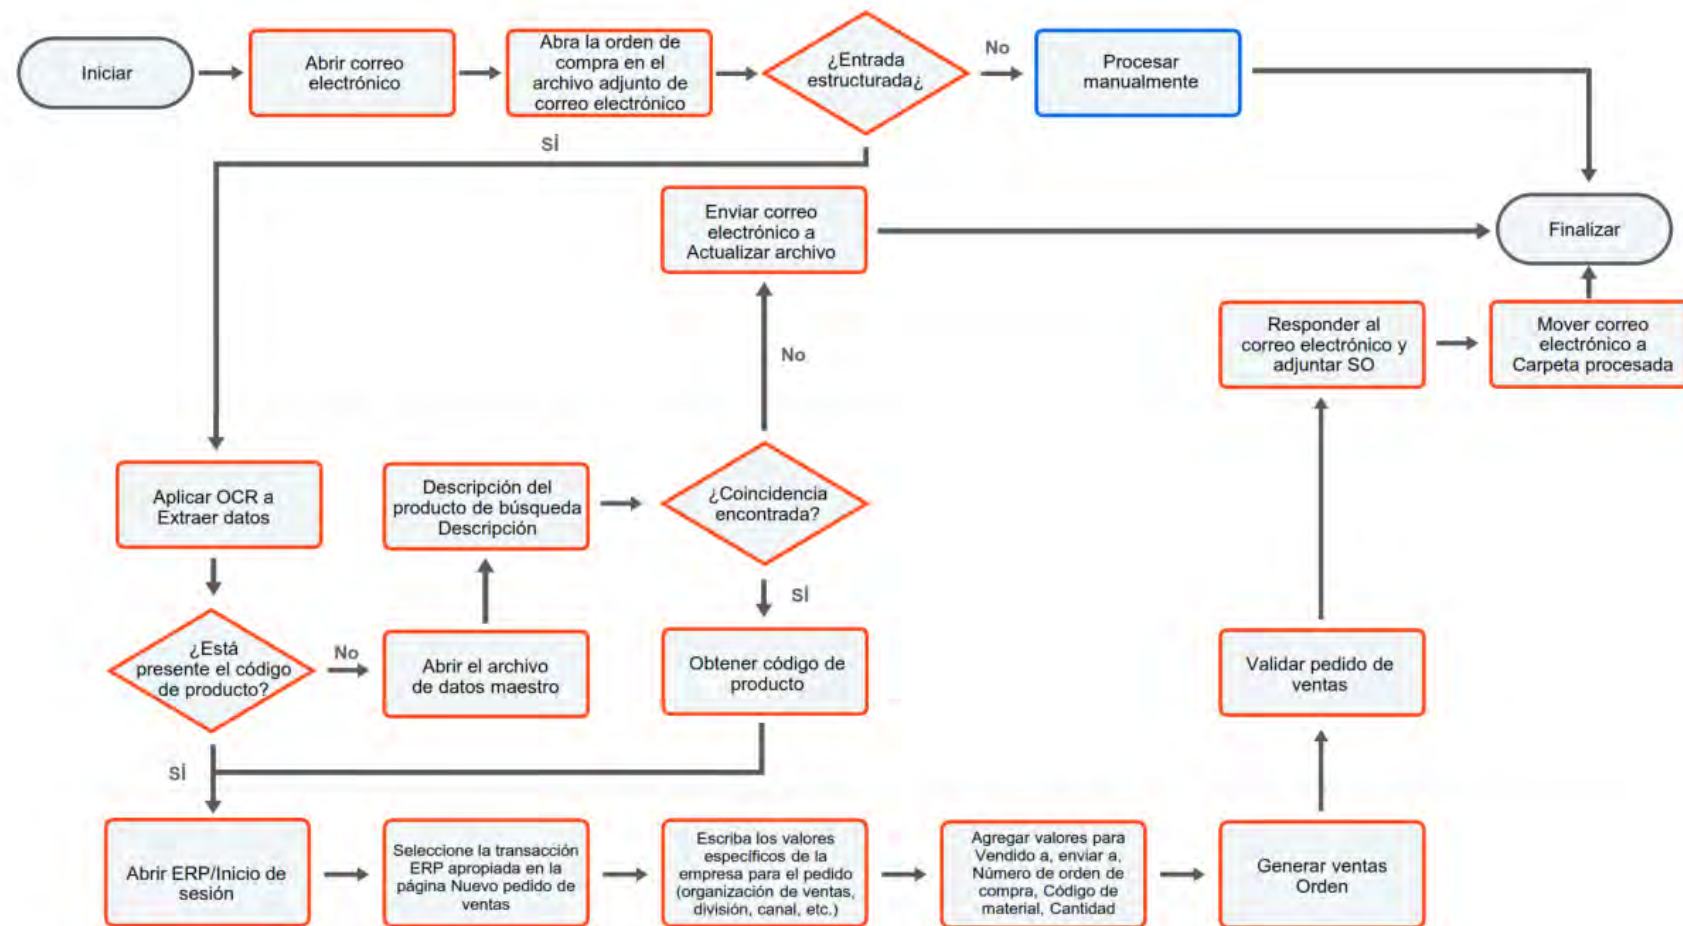 Iniciar
Abrir correo
electrónico
Abra la orden de
compra en el
archivo adjunto de
correo electrónico
¿Entrada
estructurada¿
No
Procesar
manualmente
SÍ
Enviar correo
electrónico a
Actualizar archivo
Finalizar
Responder al
correo electrónico y
adjuntar SO
Mover correo
electrónico a
Carpeta procesada
No
Aplicar OCR a
Extraer datos
Descripción del
producto de búsqueda
Descripción
¿Coincidencia
encontrada?
SÍ
¿Está
presente el código
de producto?
No
Abrir el archivo
de datos maestro
Obtener código de
producto
Validar pedido de
ventas
SÍ
Abrir ERP/Inicio de
sesión
Seleccione la transacción
ERP apropiada en la
página Nuevo pedido de
ventas
Escriba los valores
específicos de la
empresa para el pedido
(organización de ventas,
división, canal, etc.)
Agregar valores para
Vendido a, enviar a,
Número de orden de
compra, Código de
material, Cantidad
Generar ventas
Orden